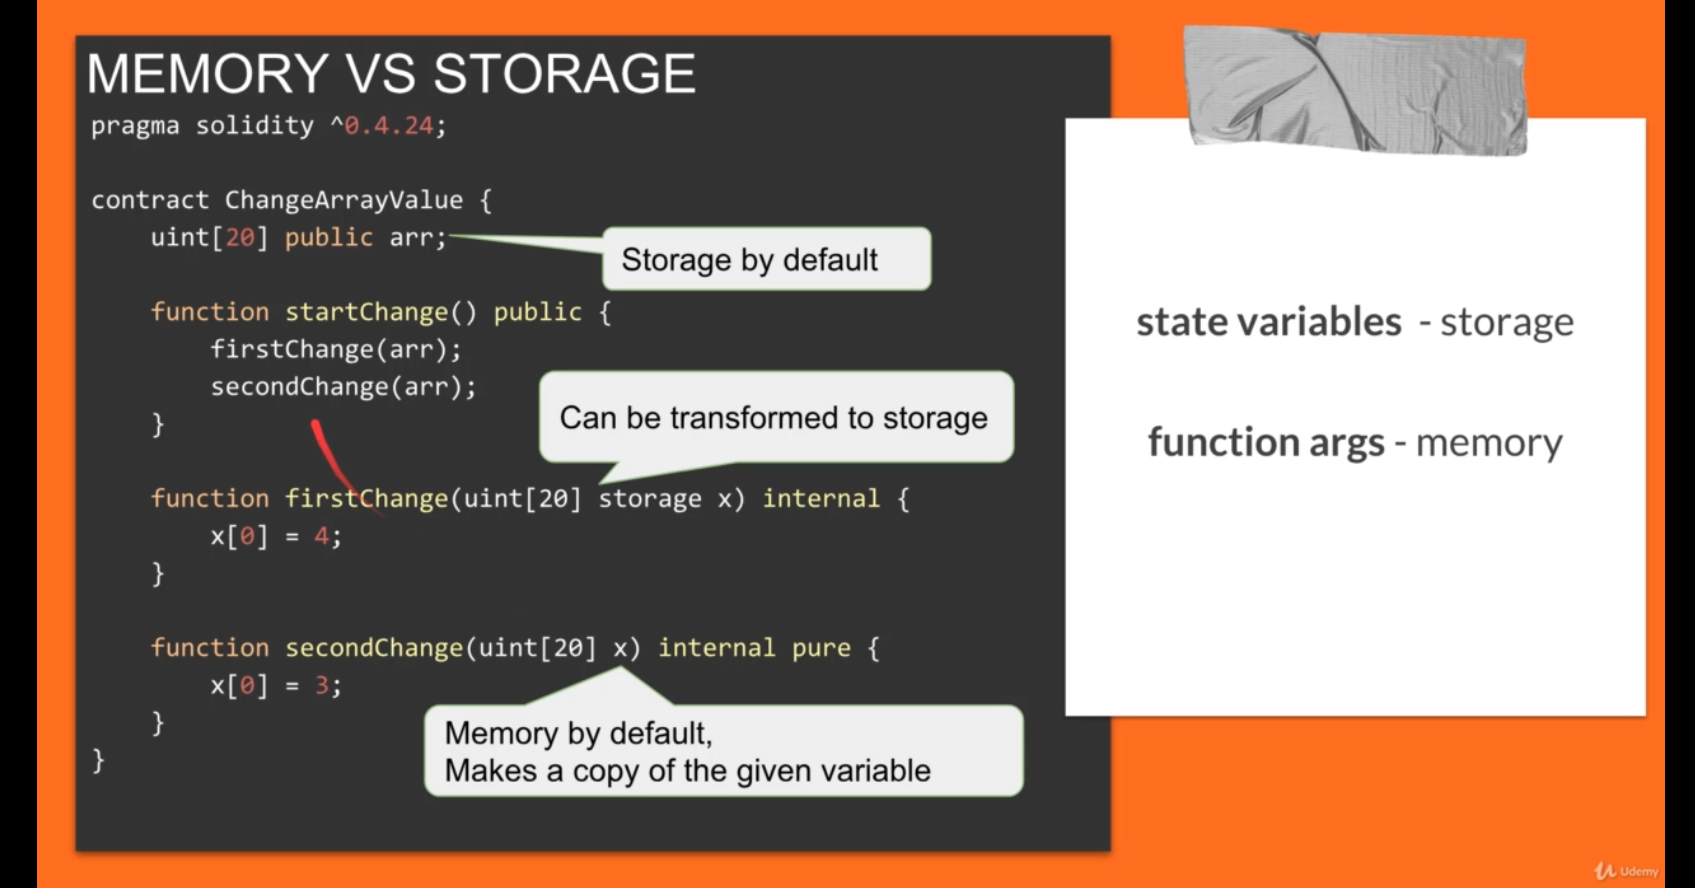 MEMORY VS STORAGE
pragma solidity ^0.4.24;
contract ChangeArrayValue {
uint[20] public arr;
Storage by default
function startChange() public {
firstChange(arr);
secondChange(arr);
}
Can be transformed to storage
function firstChange(uint[20] storage x) internal {
x[0] = 4;
}
function secondChange(uint[20] x) internal pure {
x[0] = 3;
}
}
Memory by default,
Makes a copy of the given variable
state variables - storage
function args - memory
Udemy